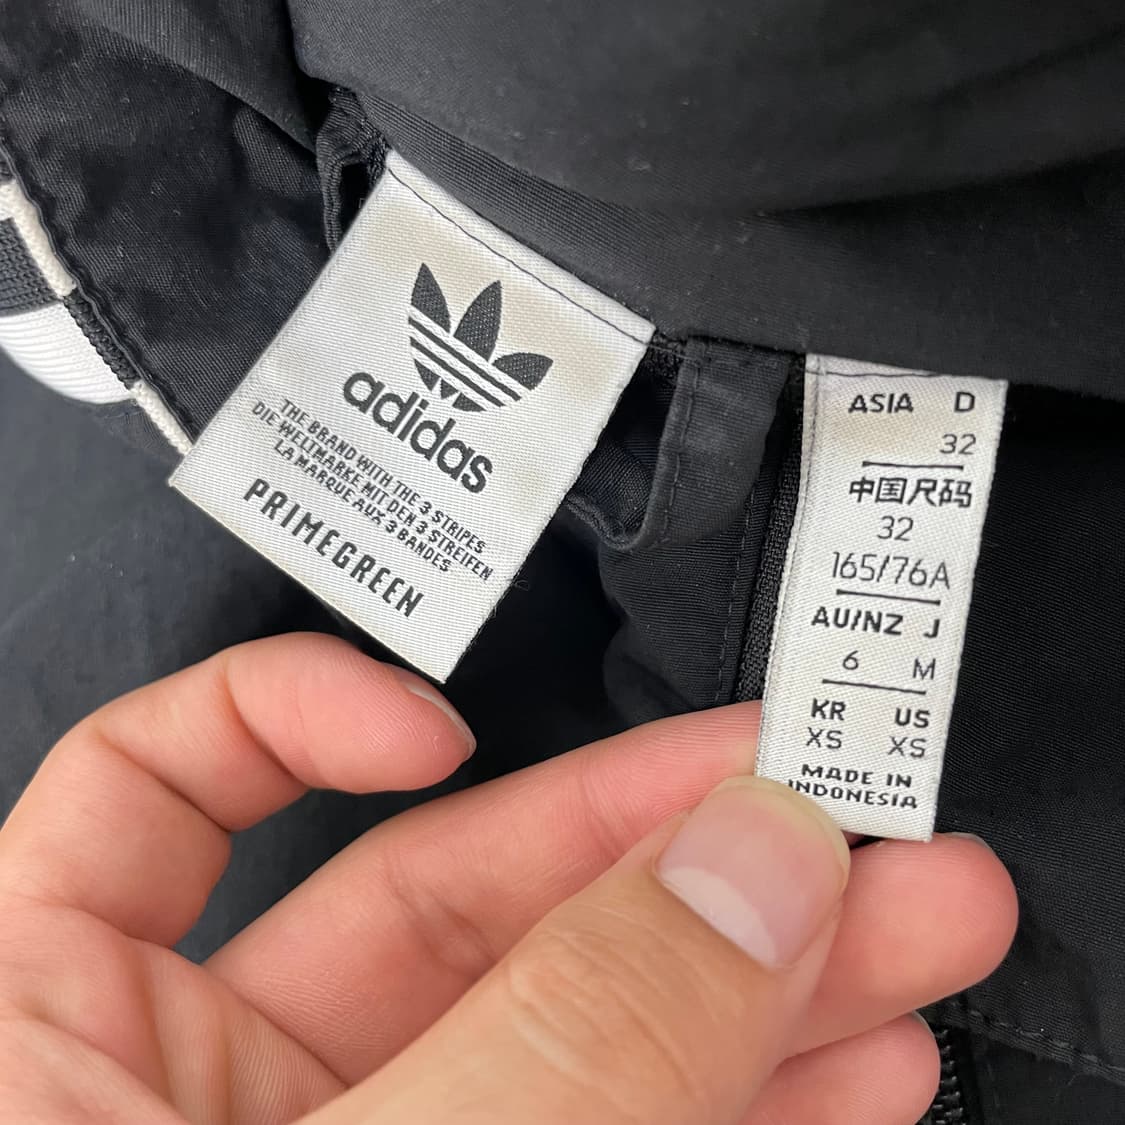 adidas
THE BRAND WITH THE 3 STRIPES
DIE WELTMARKE MIT DEN 3 STREIFEN
LA MARQUE AUX 3 BANDES
PRIMEGREEN
ASIA D
32
中国尺码
32
165/76A
AU/NZ J
6 M
KR US
XS XS
MADE IN
INDONESIA